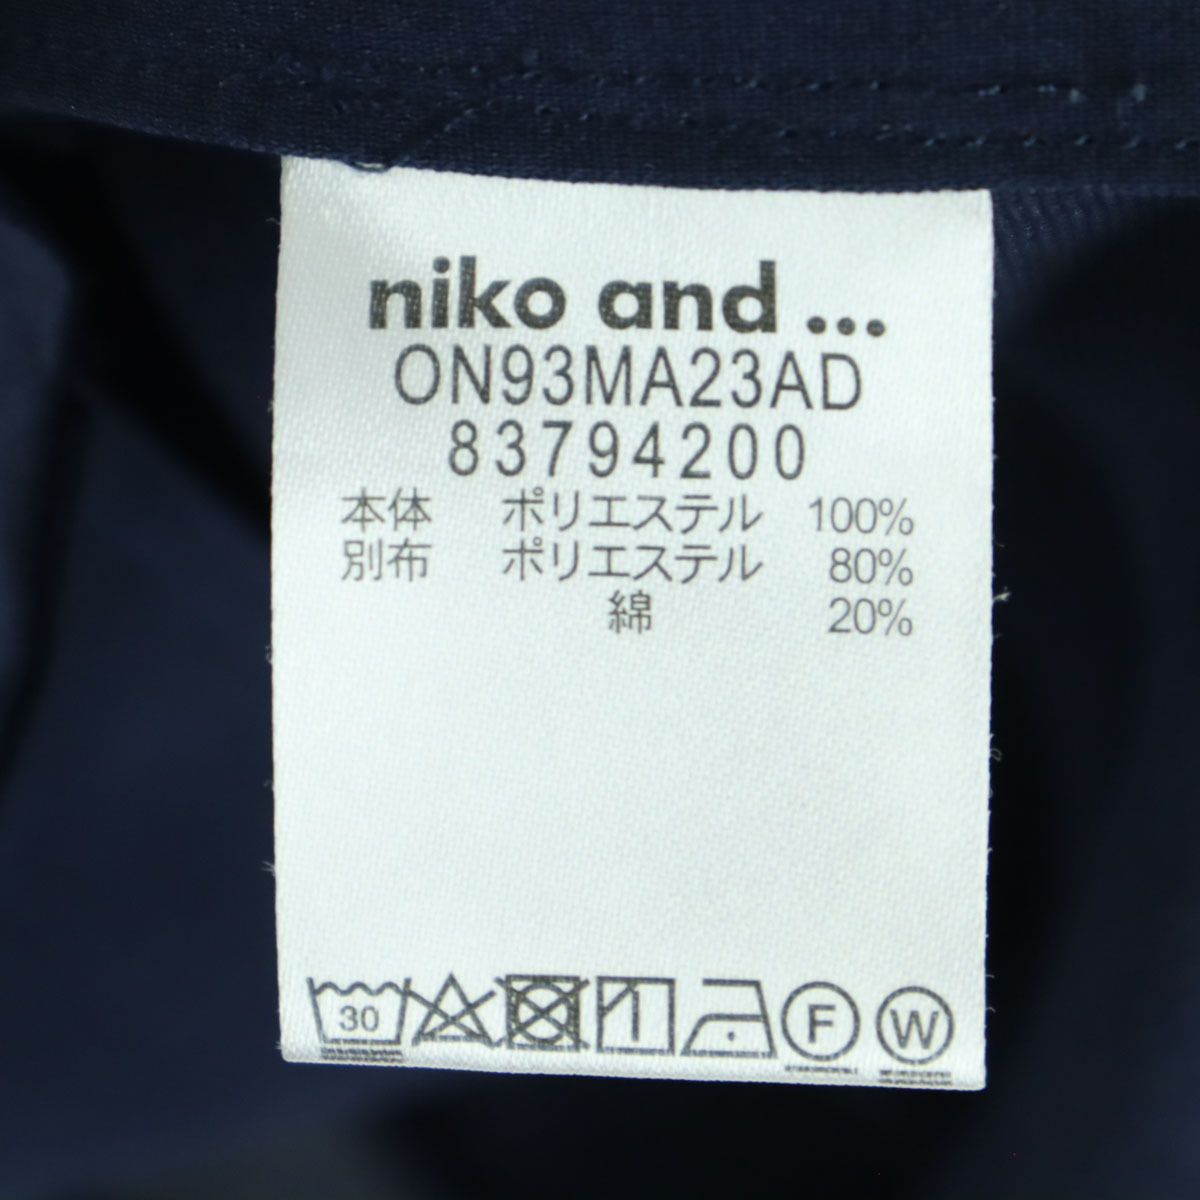 niko and ...
ON93MA23AD
83794200
本体 ポリエステル 100%
別布 ポリエステル 80%
綿 20%
30 F W